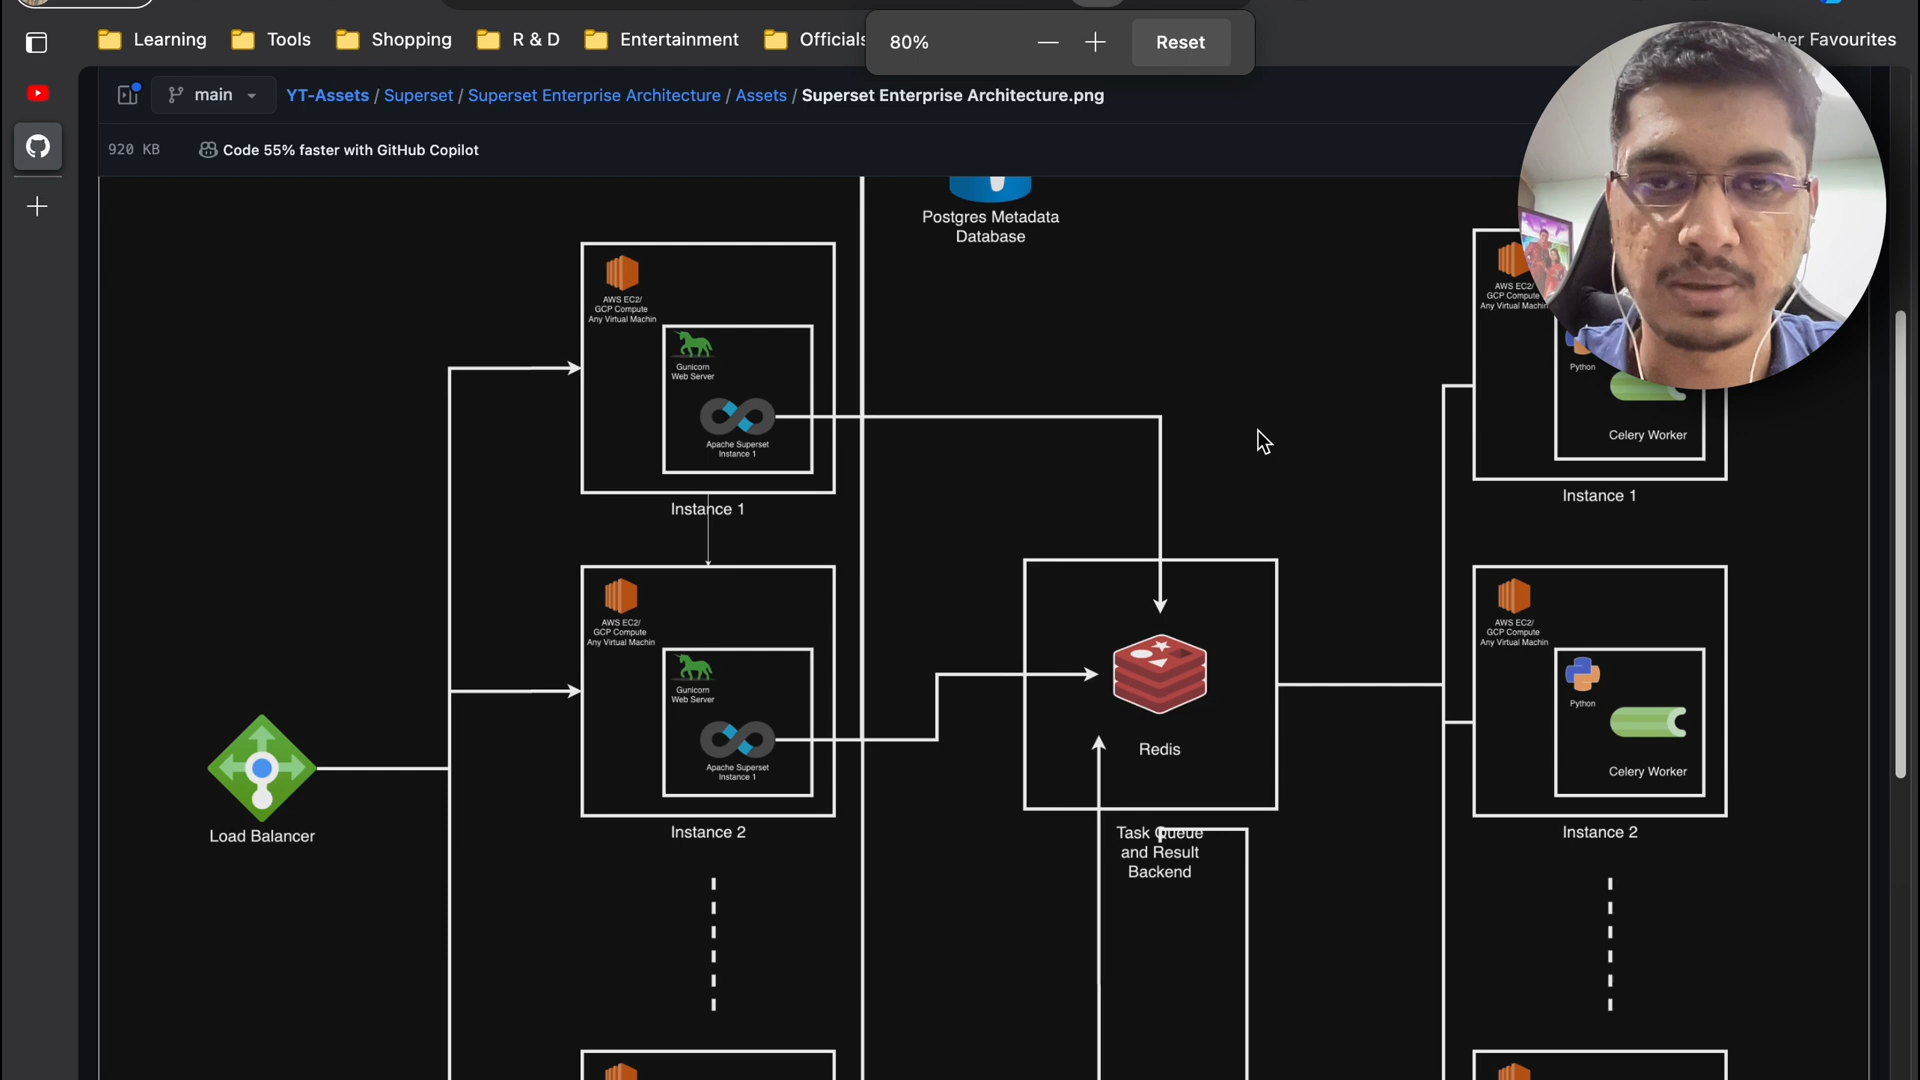 Learning
Tools
Shopping
R & D
Entertainment
Officials
80%
Reset
her Favourites
main
YT-Assets / Superset / Superset Enterprise Architecture / Assets / Superset Enterprise Architecture.png
920 KB
Code 55% faster with GitHub Copilot
Postgres Metadata
Database
AWS EC2/
GCP Compute
Any Virtual Machin
Gunicorn
Web Server
Apache Superset
Instance 1
Instance 1
AWS EC2/
GCP Compute
Any Virtual Machin
Python
Celery Worker
Instance 1
AWS EC2/
GCP Compute
Any Virtual Machin
Gunicorn
Web Server
Apache Superset
Instance 1
Instance 2
Load Balancer
Redis
Task Queue
and Result
Backend
AWS EC2/
GCP Compute
Any Virtual Machin
Python
Celery Worker
Instance 2